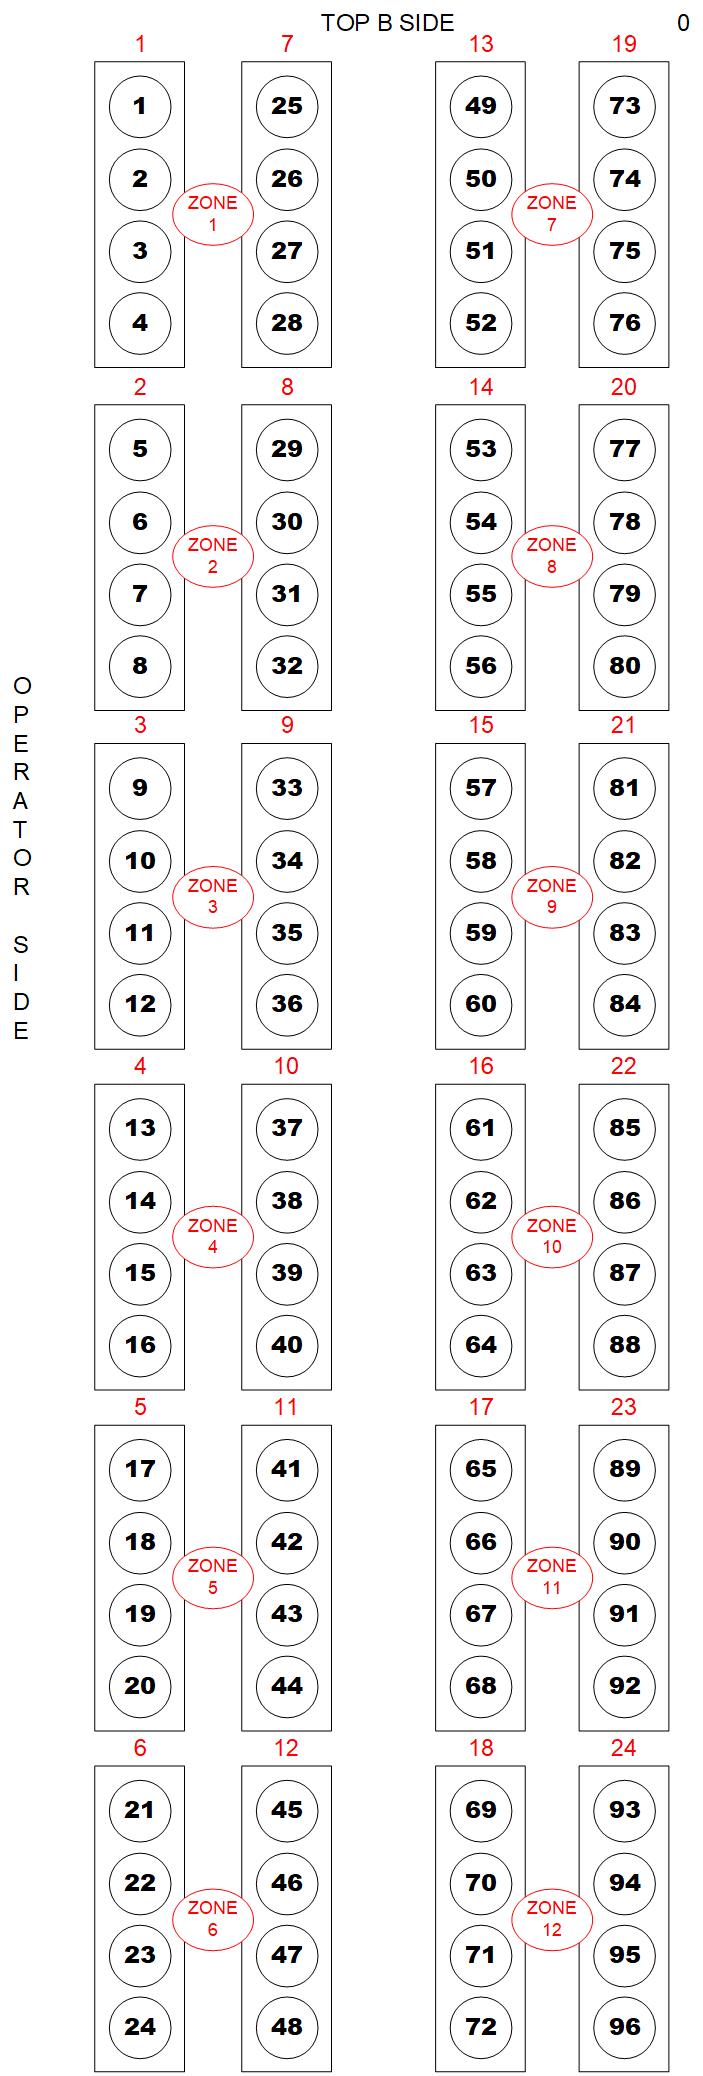 TOP B SIDE 0
1 7 13 19
1 25 49 73
2 26 50 74
ZONE ZONE
1 7
3 27 51 75
4 28 52 76
2 8 14 20
5 29 53 77
6 30 54 78
ZONE ZONE
2 8
7 31 55 79
8 32 56 80
OPERATOR SIDE
3 9 15 21
9 33 57 81
10 34 58 82
ZONE ZONE
3 9
11 35 59 83
12 36 60 84
4 10 16 22
13 37 61 85
14 38 62 86
ZONE ZONE
4 10
15 39 63 87
16 40 64 88
5 11 17 23
17 41 65 89
18 42 66 90
ZONE ZONE
5 11
19 43 67 91
20 44 68 92
6 12 18 24
21 45 69 93
22 46 70 94
ZONE ZONE
6 12
23 47 71 95
24 48 72 96